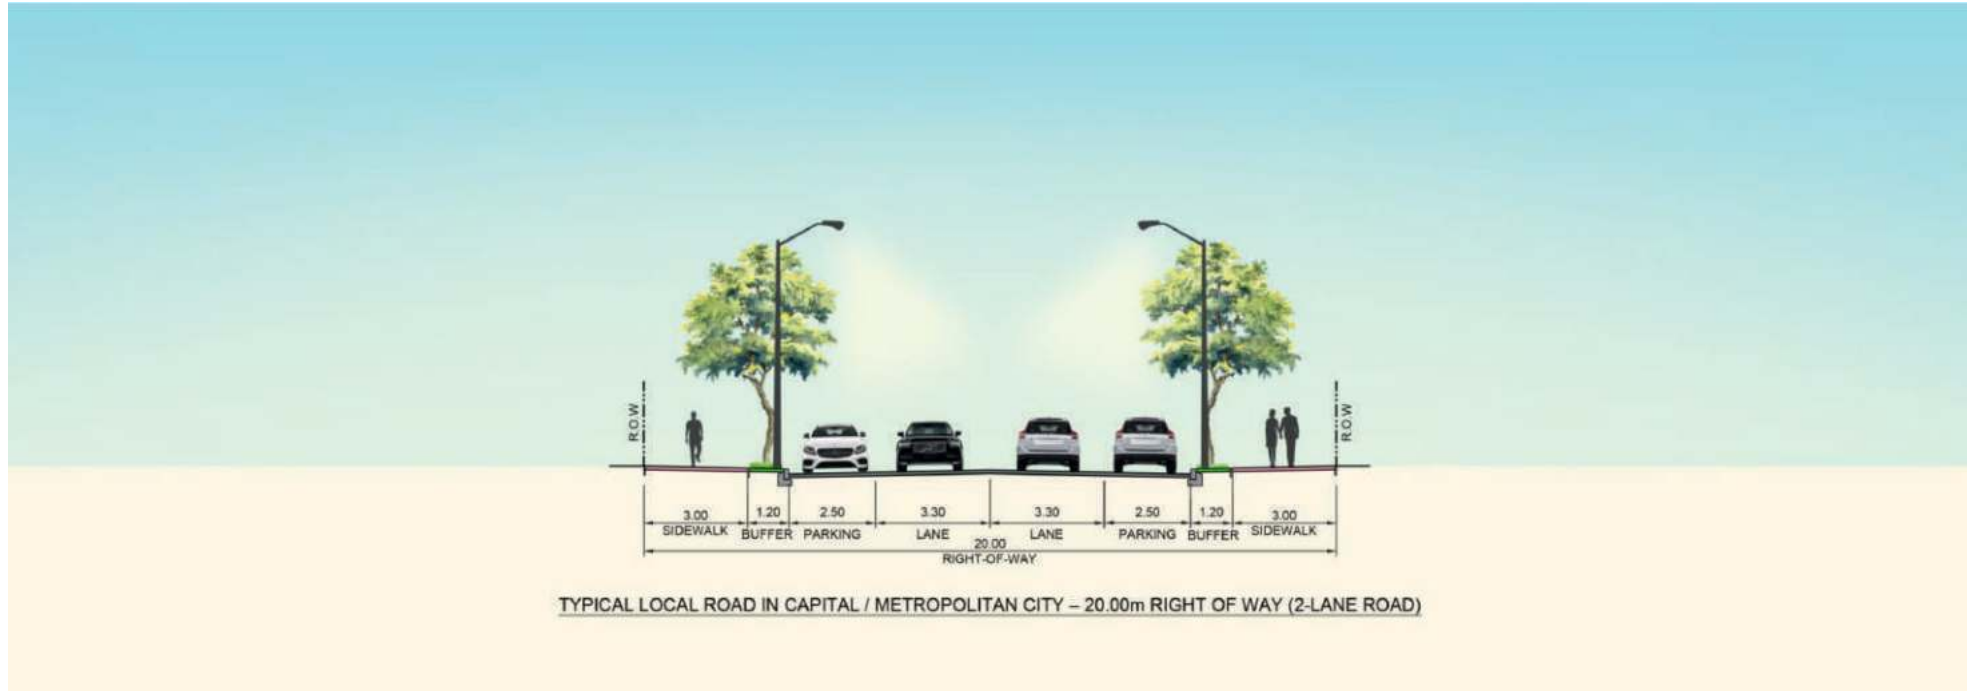 R.O.W
R.O.W
3.00 1.20 2.50 3.30 3.30 2.50 1.20 3.00
SIDEWALK BUFFER PARKING LANE LANE PARKING BUFFER SIDEWALK
20.00
RIGHT-OF-WAY
TYPICAL LOCAL ROAD IN CAPITAL / METROPOLITAN CITY – 20.00m RIGHT OF WAY (2-LANE ROAD)